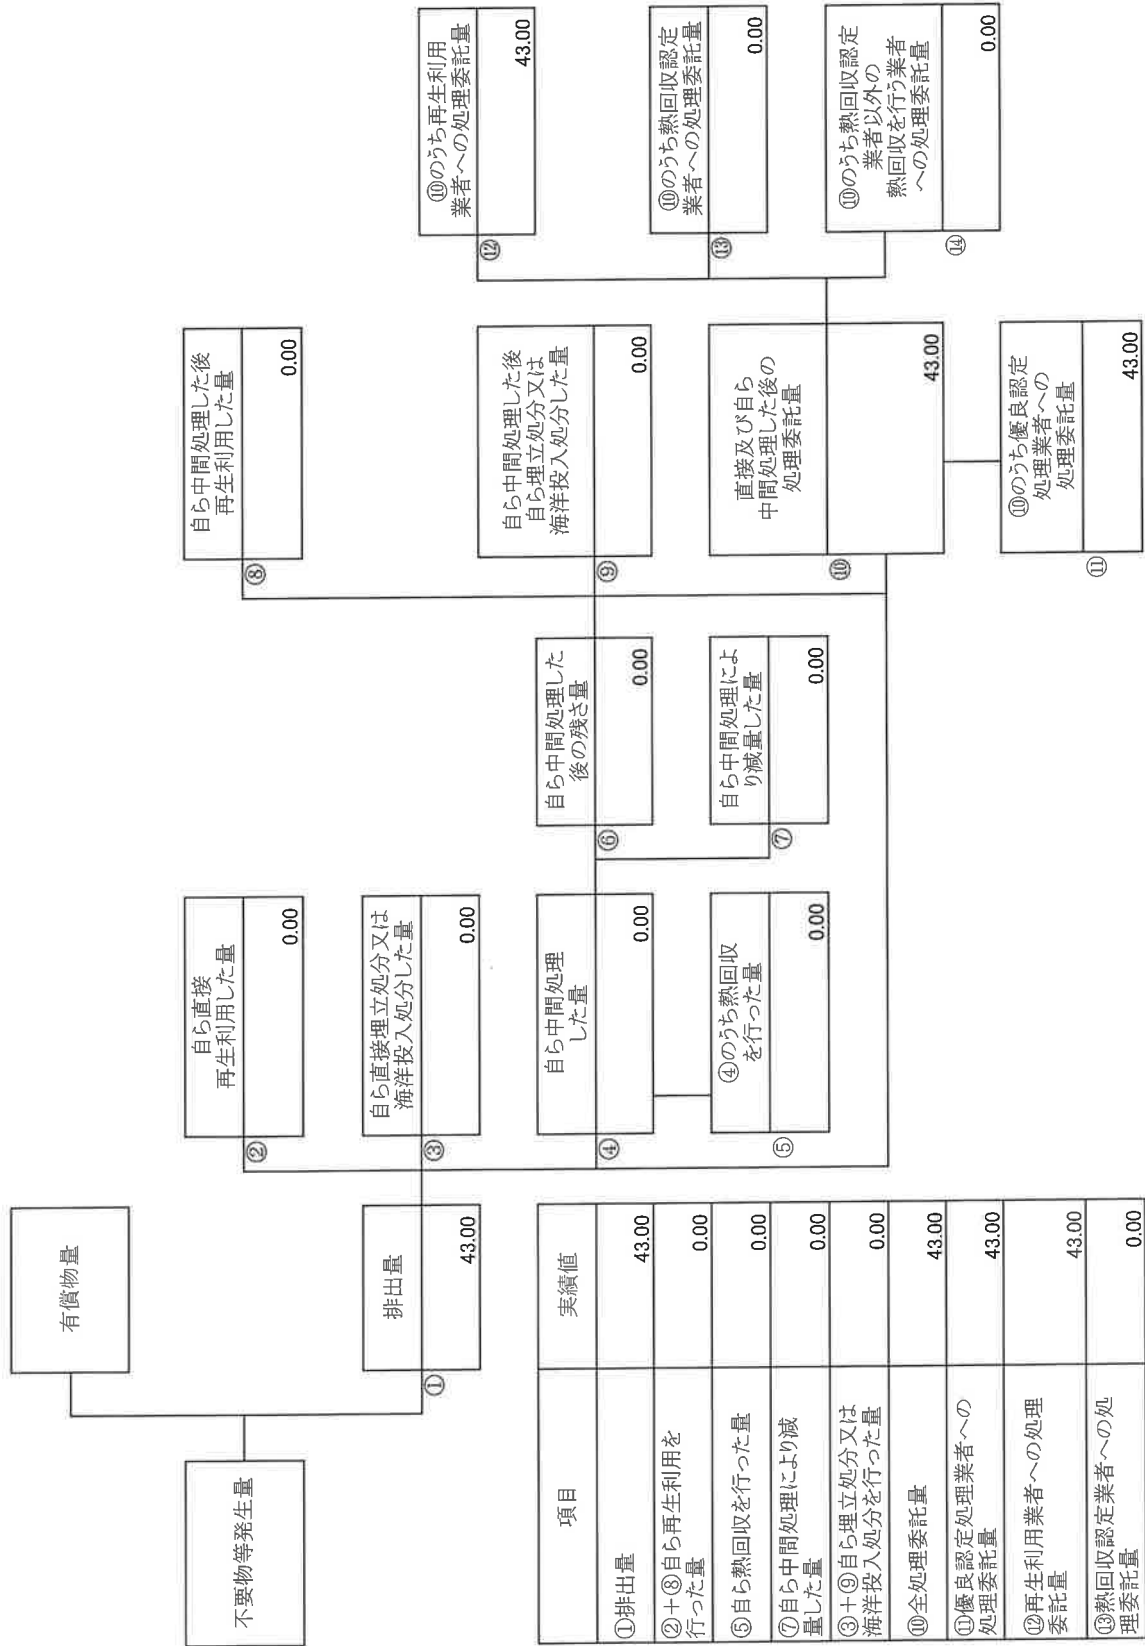 有償物量
不要物等発生量
①
排出量
43.00
②
自ら直接
再生利用した量
0.00
③
自ら直接埋立処分又は
海洋投入処分した量
0.00
④
自ら中間処理
した量
0.00
⑤
④のうち熱回収
を行った量
0.00
⑥
自ら中間処理した
後の残さ量
0.00
⑦
自ら中間処理によ
り減量した量
0.00
⑧
自ら中間処理した後
再生利用した量
0.00
⑨
自ら中間処理した後
自ら埋立処分又は
海洋投入処分した量
0.00
⑩
直接及び自ら
中間処理した後の
処理委託量
43.00
⑪
⑩のうち優良認定
処理業者への
処理委託量
43.00
⑫
⑩のうち再生利用
業者への処理委託量
43.00
⑬
⑩のうち熱回収認定
業者への処理委託量
0.00
⑭
⑩のうち熱回収認定
業者以外の
熱回収を行う業者
への処理委託量
0.00
項目 実績値
①排出量 43.00
②＋⑧自ら再生利用を
行った量 0.00
⑤自ら熱回収を行った量 0.00
⑦自ら中間処理により減
量した量 0.00
③＋⑨自ら埋立処分又は
海洋投入処分を行った量 0.00
⑩全処理委託量 43.00
⑪優良認定処理業者への
処理委託量 43.00
⑫再生利用業者への処理
委託量 43.00
⑬熱回収認定業者への処
理委託量 0.00